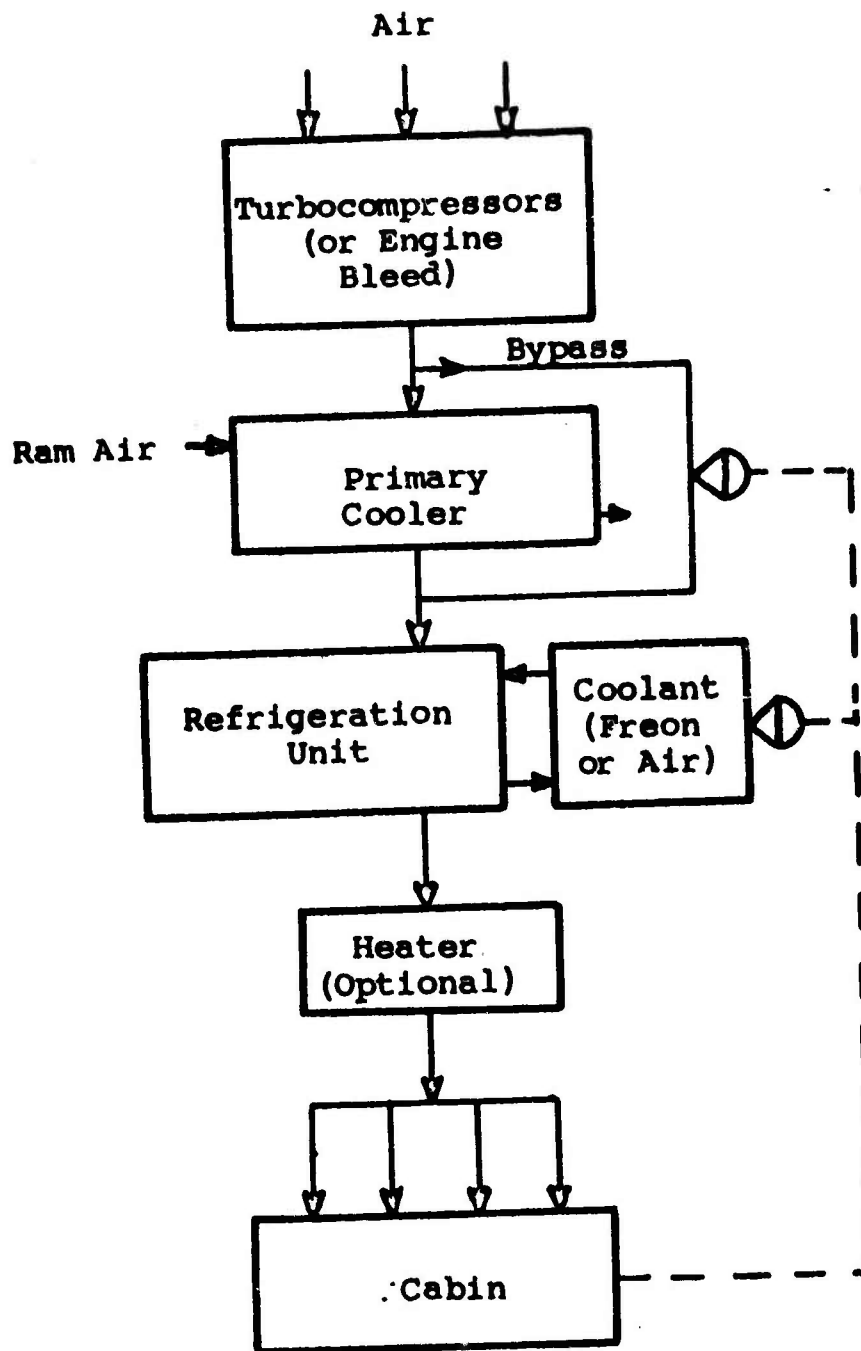 Air
Turbocompressors
(or Engine
Bleed)
Bypass
Ram Air
Primary
Cooler
Refrigeration
Unit
Coolant
(Freon
or Air)
Heater
(Optional)
Cabin